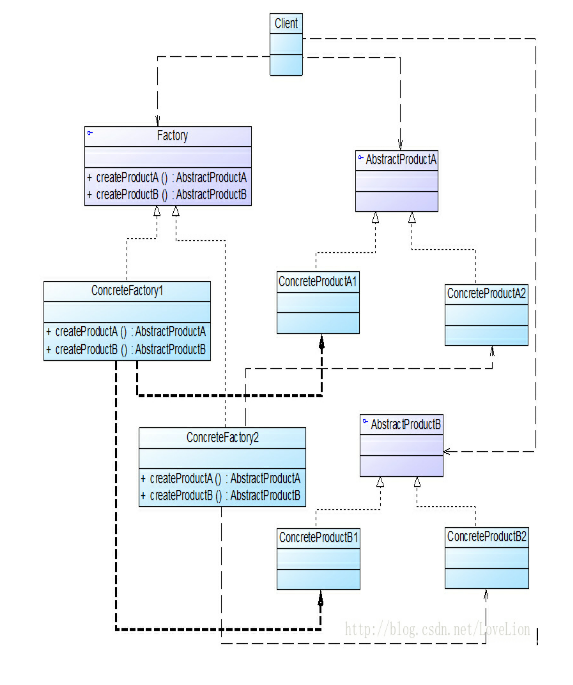 Client
Factory
+ createProductA () : AbstractProductA
+ createProductB () : AbstractProductB
AbstractProductA
ConcreteFactory1
+ createProductA () : AbstractProductA
+ createProductB () : AbstractProductB
ConcreteProductA1
ConcreteProductA2
ConcreteFactory2
+ createProductA () : AbstractProductA
+ createProductB () : AbstractProductB
AbstractProductB
ConcreteProductB1
ConcreteProductB2
http://blog.csdn.net/LoveLion